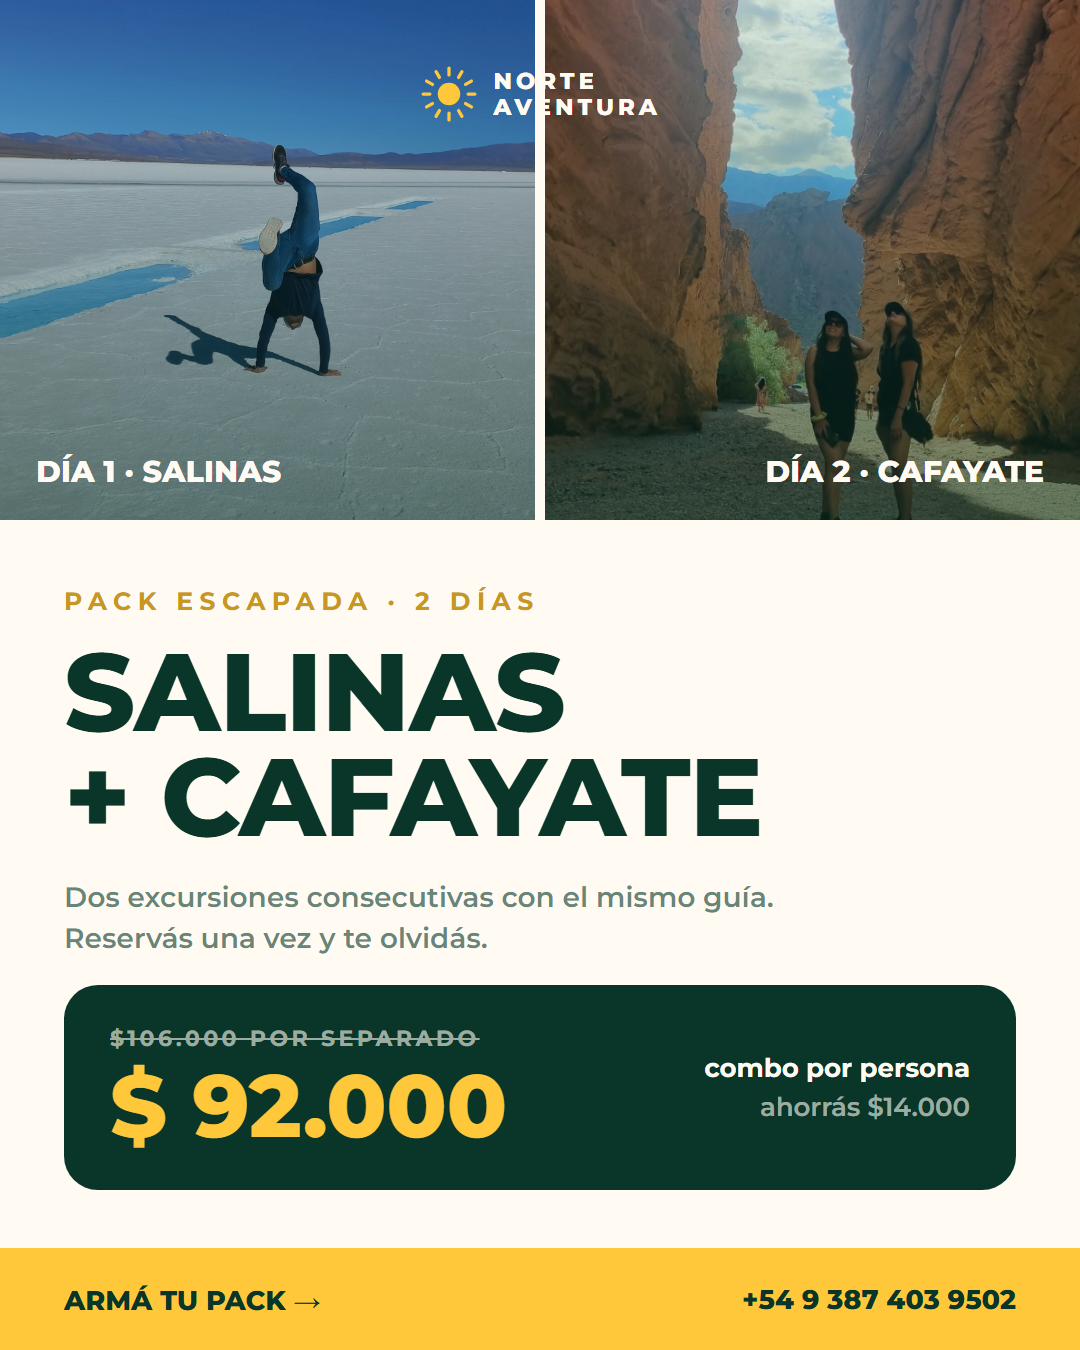 NORTE
AVENTURA
DÍA 1 · SALINAS
DÍA 2 · CAFAYATE
PACK ESCAPADA · 2 DÍAS
SALINAS
+ CAFAYATE
Dos excursiones consecutivas con el mismo guía.
Reservás una vez y te olvidás.
$106.000 POR SEPARADO
$ 92.000
combo por persona
ahorrás $14.000
ARMÁ TU PACK →
+54 9 387 403 9502